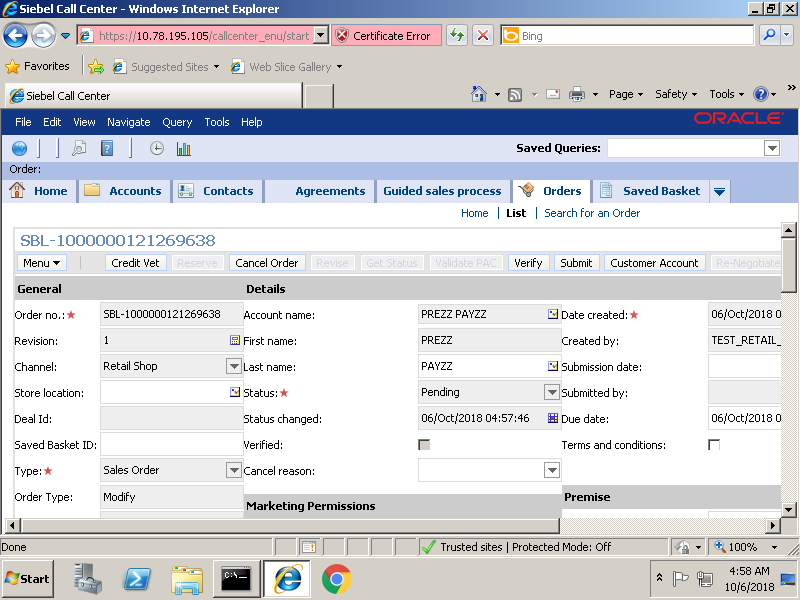 Siebel Call Center - Windows Internet Explorer
https://10.78.195.105/callcenter_enu/start
Certificate Error
Bing
Favorites
Suggested Sites
Web Slice Gallery
Siebel Call Center
Page
Safety
Tools
File Edit View Navigate Query Tools Help
ORACLE
Saved Queries:
Order:
Home
Accounts
Contacts
Agreements
Guided sales process
Orders
Saved Basket
Home | List | Search for an Order
SBL-1000000121269638
Menu
Credit Vet
Reserve
Cancel Order
Revise
Get Status
Validate PAC
Verify
Submit
Customer Account
Re-Negotiate
General
Details
Order no.:★ SBL-1000000121269638 Account name: PREZZ PAYZZ Date created:★ 06/Oct/2018 0
Revision: 1 First name: PREZZ Created by: TEST_RETAIL_
Channel: Retail Shop Last name: PAYZZ Submission date:
Store location: Status:★ Pending Submitted by:
Deal Id: Status changed: 06/Oct/2018 04:57:46 Due date: 06/Oct/2018 0
Saved Basket ID: Verified: Terms and conditions:
Type:★ Sales Order Cancel reason:
Order Type: Modify
Marketing Permissions
Premise
Done
Trusted sites | Protected Mode: Off
100%
Start
C:\.
4:58 AM
10/6/2018